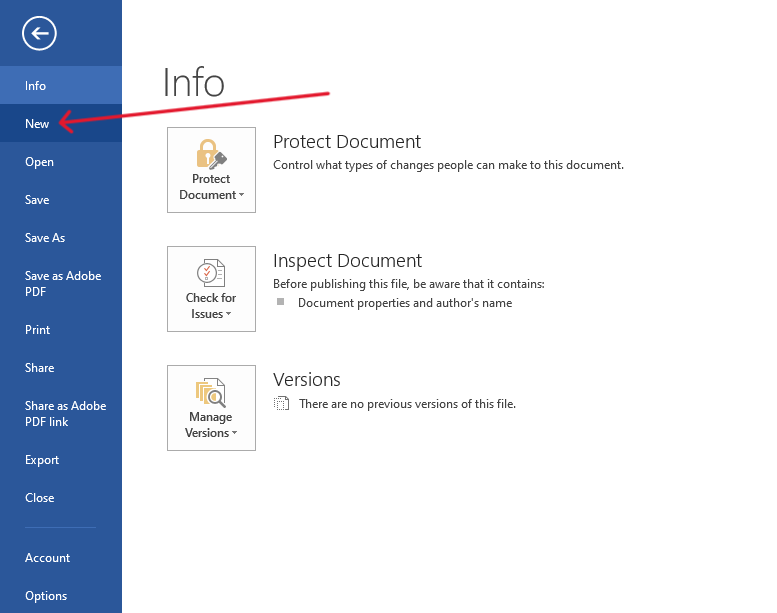 Info
New
Open
Save
Save As
Save as Adobe
PDF
Print
Share
Share as Adobe
PDF link
Export
Close
Account
Options
Info
Protect
Document
Protect Document
Control what types of changes people can make to this document.
Check for
Issues
Inspect Document
Before publishing this file, be aware that it contains:
Document properties and author's name
Manage
Versions
Versions
There are no previous versions of this file.